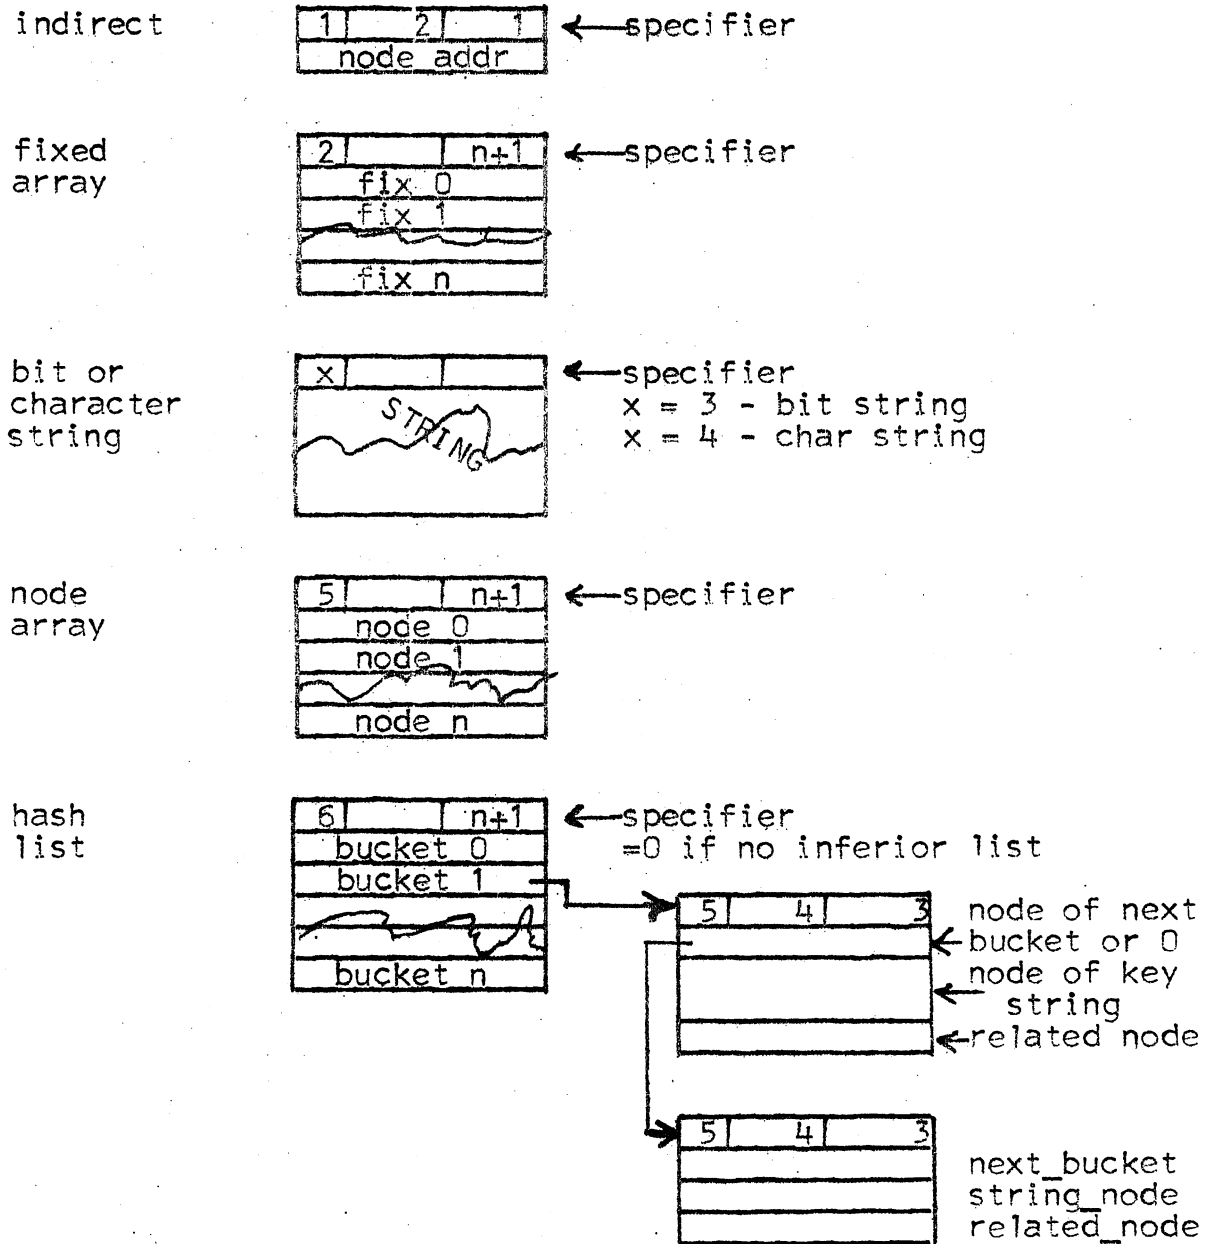 indirect
1 2 1 specifier
node addr
fixed
array
2 n+1 specifier
fix 0
fix 1
fix n
bit or
character
string
x specifier
x = 3 - bit string
x = 4 - char string
STRING
node
array
5 n+1 specifier
node 0
node 1
node n
hash
list
6 n+1 specifier
=0 if no inferior list
bucket 0
bucket 1
bucket n
5 4 3 node of next
bucket or 0
node of key
string
related node
5 4 3
next_bucket
string_node
related_node